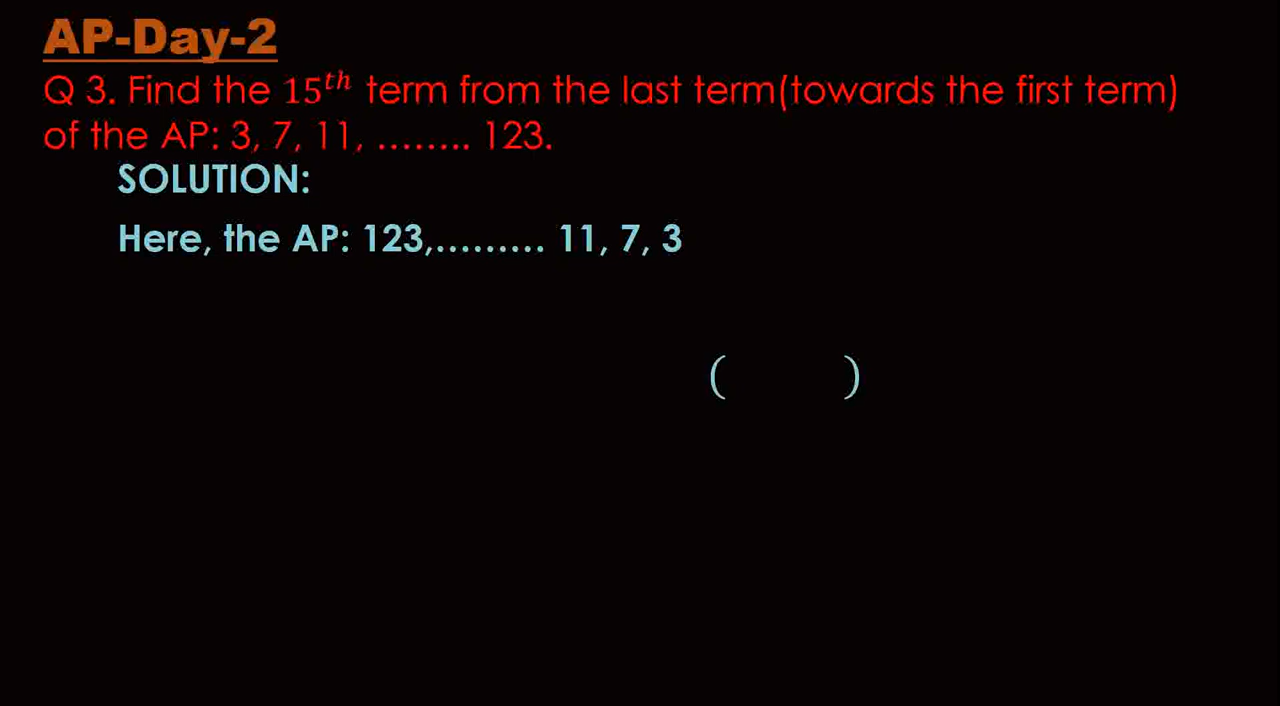 AP-Day-2
Q 3. Find the 15th term from the last term(towards the first term)
of the AP: 3, 7, 11, …….. 123.
SOLUTION:
Here, the AP: 123,……… 11, 7, 3
( )